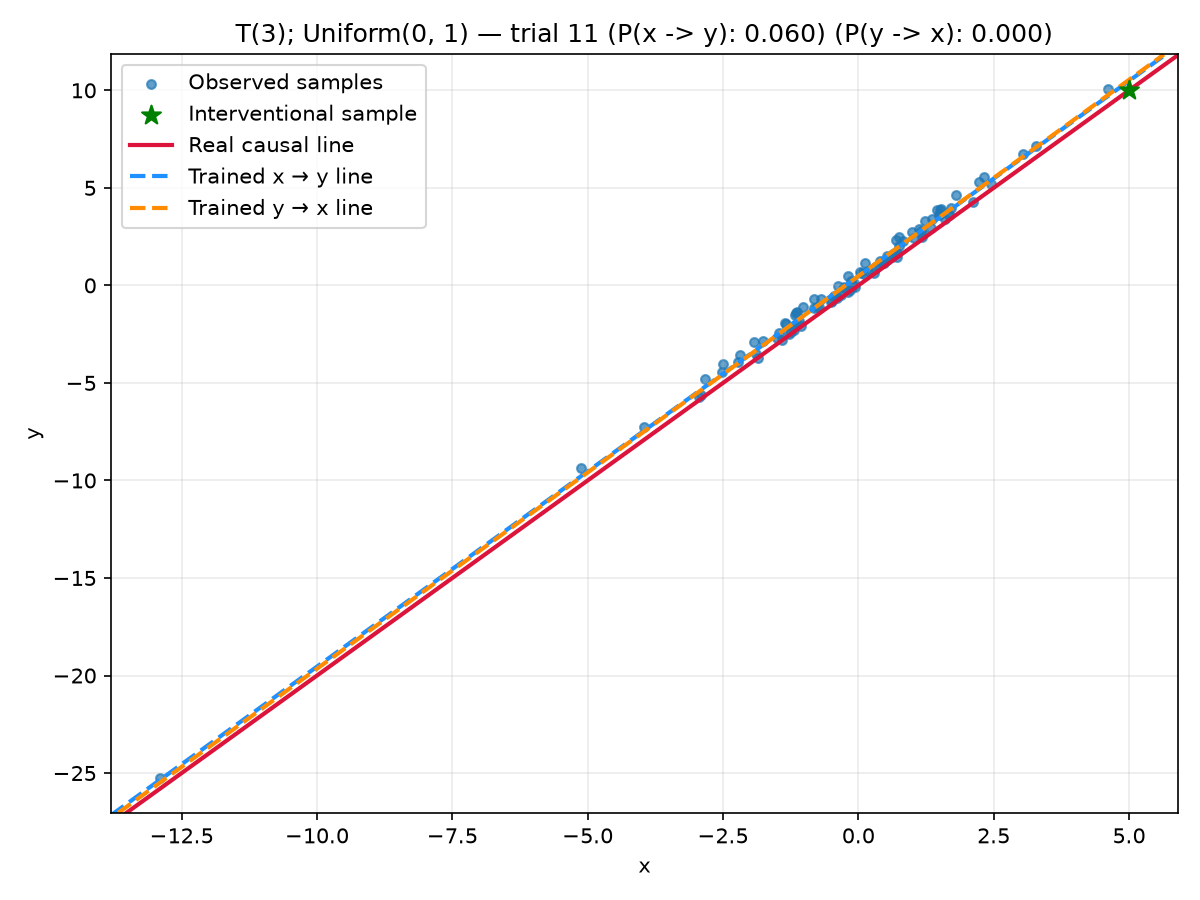 T(3); Uniform(0, 1) — trial 11 (P(x -> y): 0.060) (P(y -> x): 0.000)
Observed samples
Interventional sample
Real causal line
Trained x → y line
Trained y → x line
10
5
0
−5
−10
−15
−20
−25
y
−12.5 −10.0 −7.5 −5.0 −2.5 0.0 2.5 5.0
x